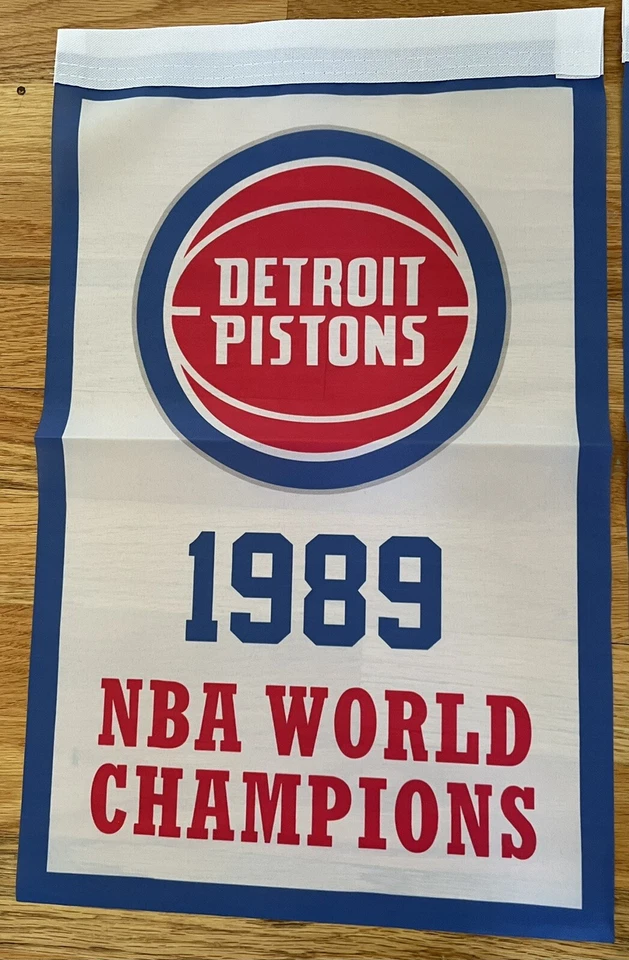 DETROIT
PISTONS
1989
NBA WORLD
CHAMPIONS